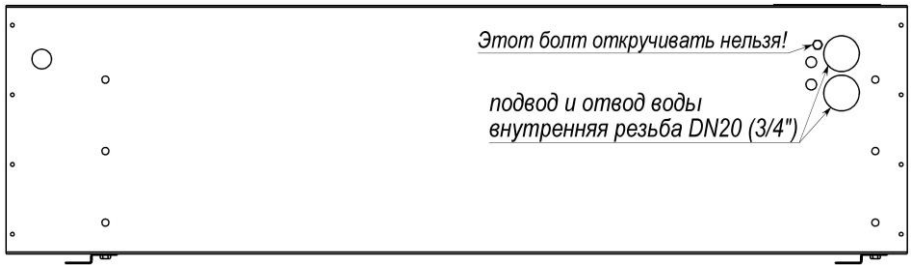 Этот болт откручивать нельзя!
подвод и отвод воды
внутренняя резьба DN20 (3/4")